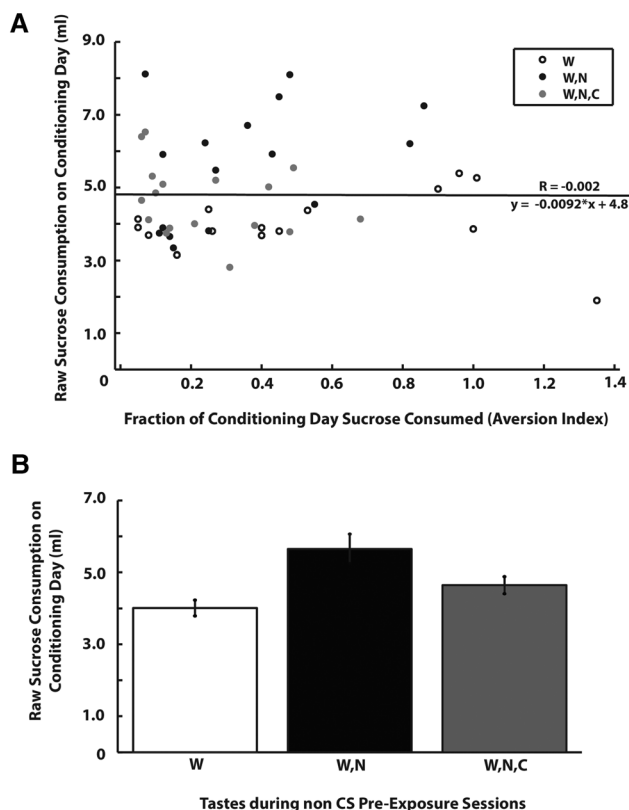 A
Raw Sucrose Consumption on Conditioning Day (ml)
9.0
7.0
5.0
3.0
1.0
0
W
W,N
W,N,C
R = -0.002
y = -0.0092*x + 4.8
0.2
0.4
0.6
0.8
1.0
1.2
1.4
Fraction of Conditioning Day Sucrose Consumed (Aversion Index)
B
Raw Sucrose Consumption on
Conditioning Day (ml)
7.0
5.0
3.0
1.0
0
W
W,N
W,N,C
Tastes during non CS Pre-Exposure Sessions